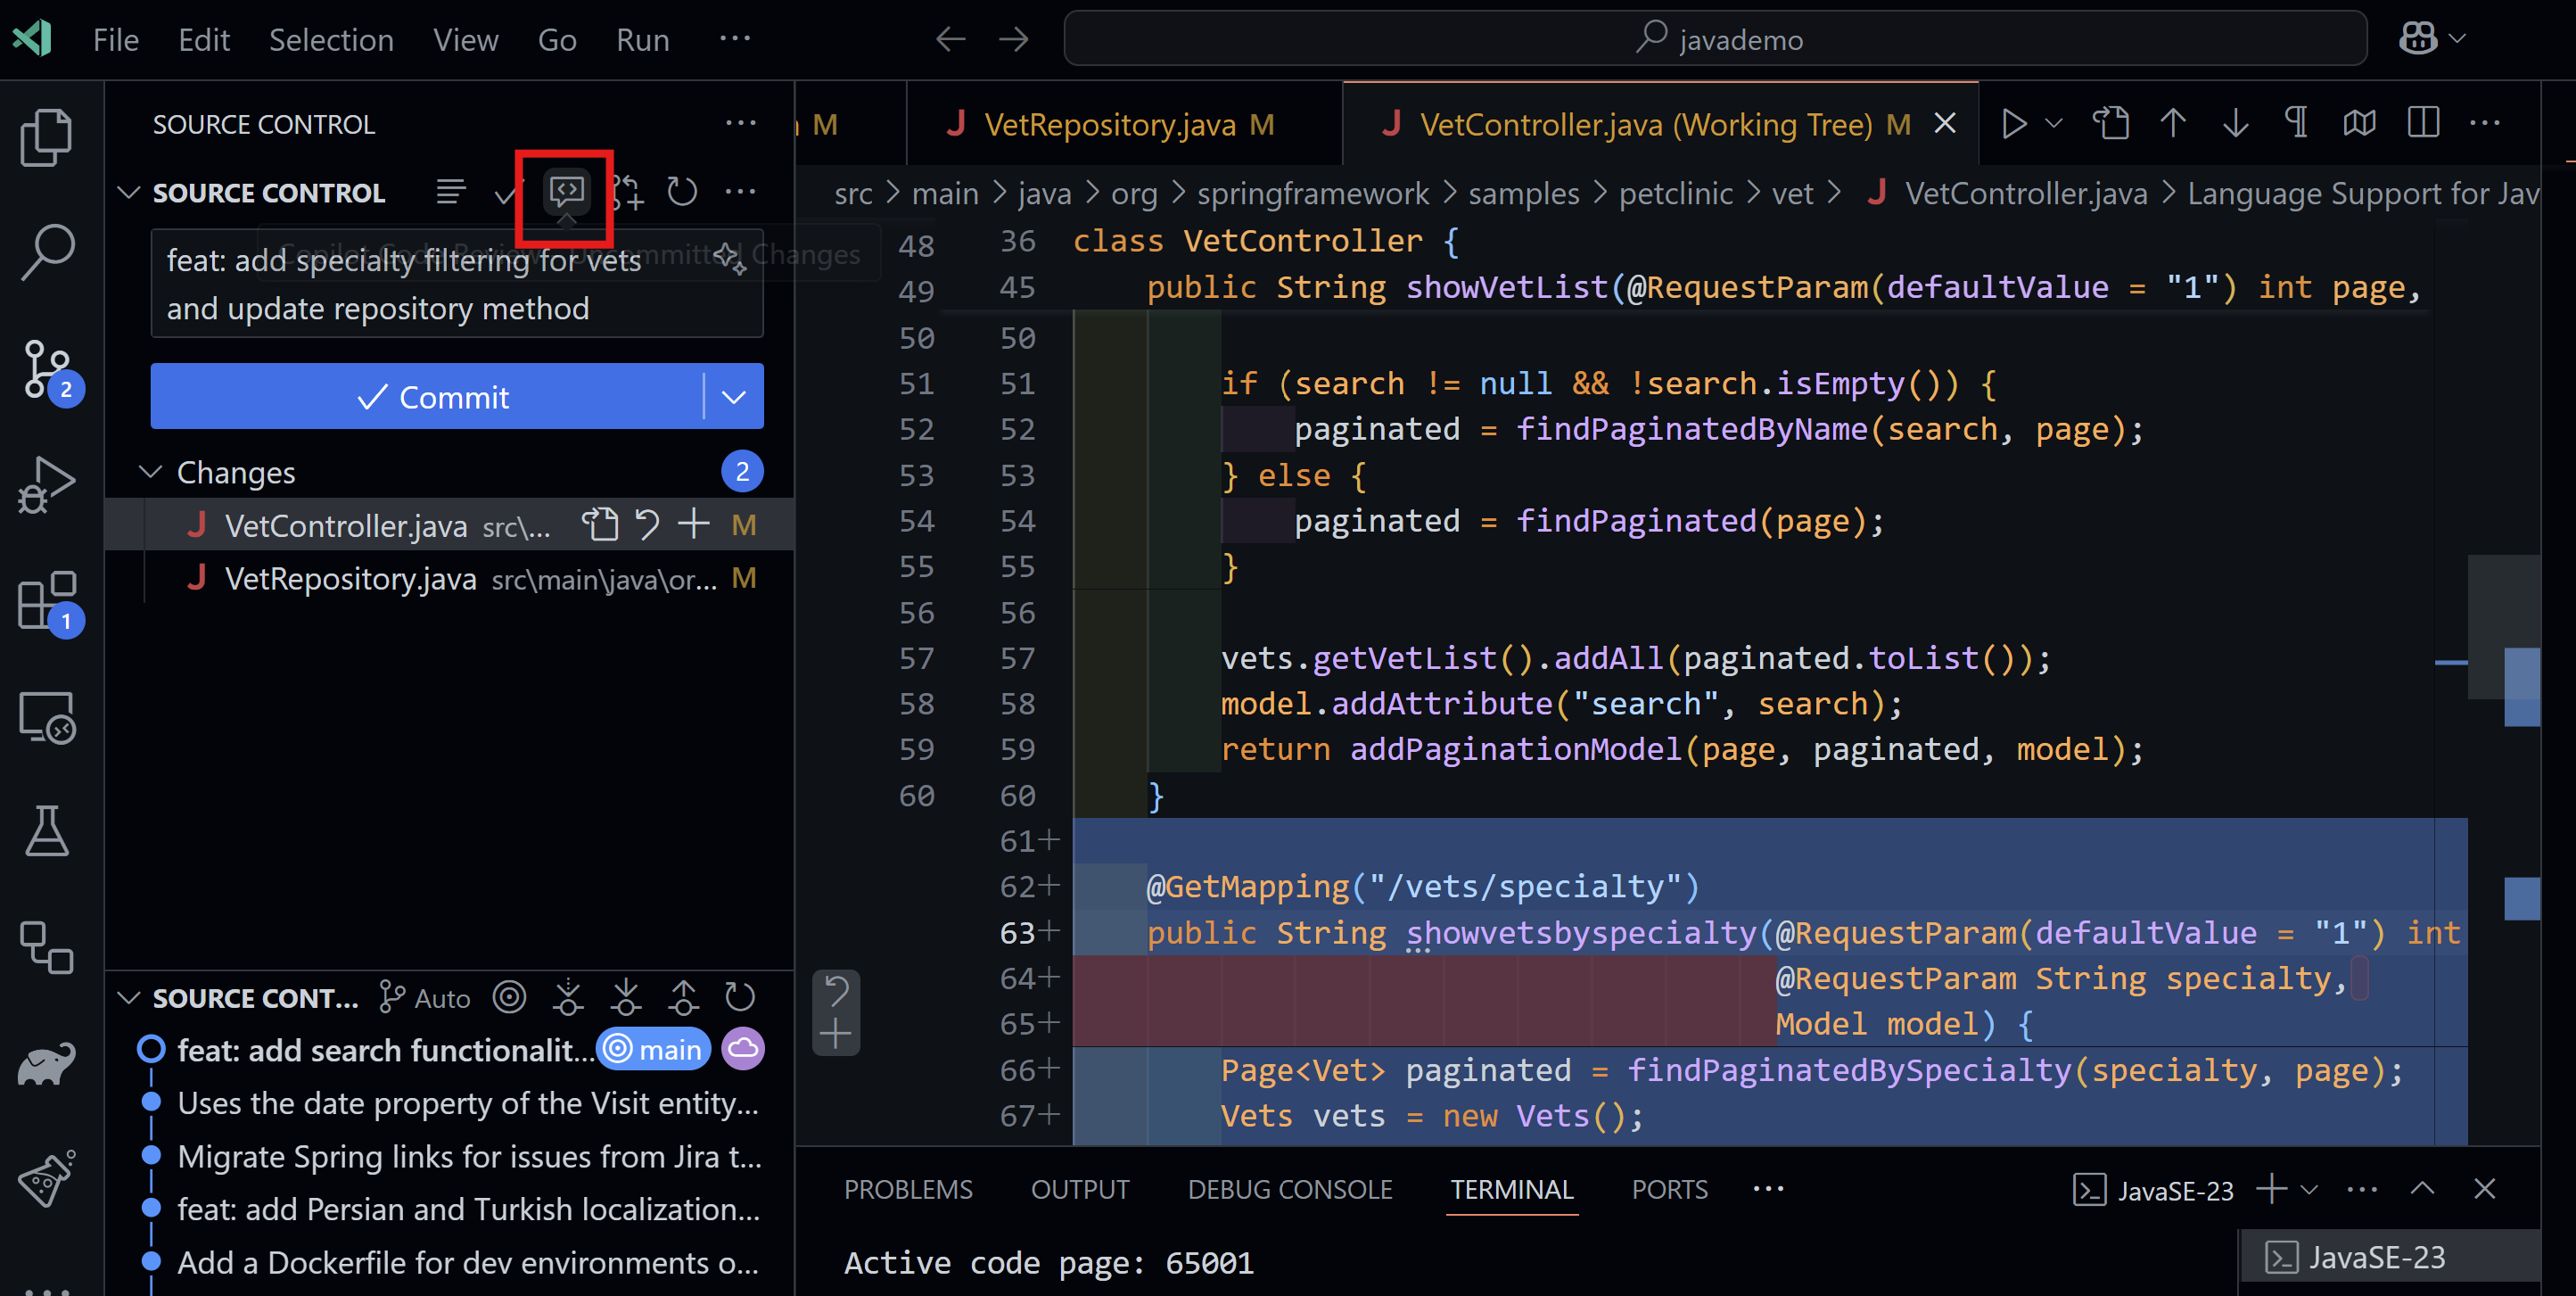 File Edit Selection View Go Run ...
javademo
SOURCE CONTROL
SOURCE CONTROL
Copilot Code Review Uncommitted Changes
feat: add specialty filtering for vets
and update repository method
Commit
Changes 2
VetController.java src\... M
VetRepository.java src\main\java\or... M
2
1
SOURCE CONT... Auto
feat: add search functionalit... main
Uses the date property of the Visit entity...
Migrate Spring links for issues from Jira t...
feat: add Persian and Turkish localization...
Add a Dockerfile for dev environments o...
M VetRepository.java M VetController.java (Working Tree) M
src > main > java > org > springframework > samples > petclinic > vet > VetController.java > Language Support for Jav
48 36 class VetController {
49 45 public String showVetList(@RequestParam(defaultValue = "1") int page,
50 50
51 51 if (search != null && !search.isEmpty()) {
52 52 paginated = findPaginatedByName(search, page);
53 53 } else {
54 54 paginated = findPaginated(page);
55 55 }
56 56
57 57 vets.getVetList().addAll(paginated.toList());
58 58 model.addAttribute("search", search);
59 59 return addPaginationModel(page, paginated, model);
60 60 }
61+
62+ @GetMapping("/vets/specialty")
63+ public String showvetsbyspecialty(@RequestParam(defaultValue = "1") int
64+ @RequestParam String specialty,
65+ Model model) {
66+ Page<Vet> paginated = findPaginatedBySpecialty(specialty, page);
67+ Vets vets = new Vets();
PROBLEMS OUTPUT DEBUG CONSOLE TERMINAL PORTS ... JavaSE-23
Active code page: 65001
JavaSE-23